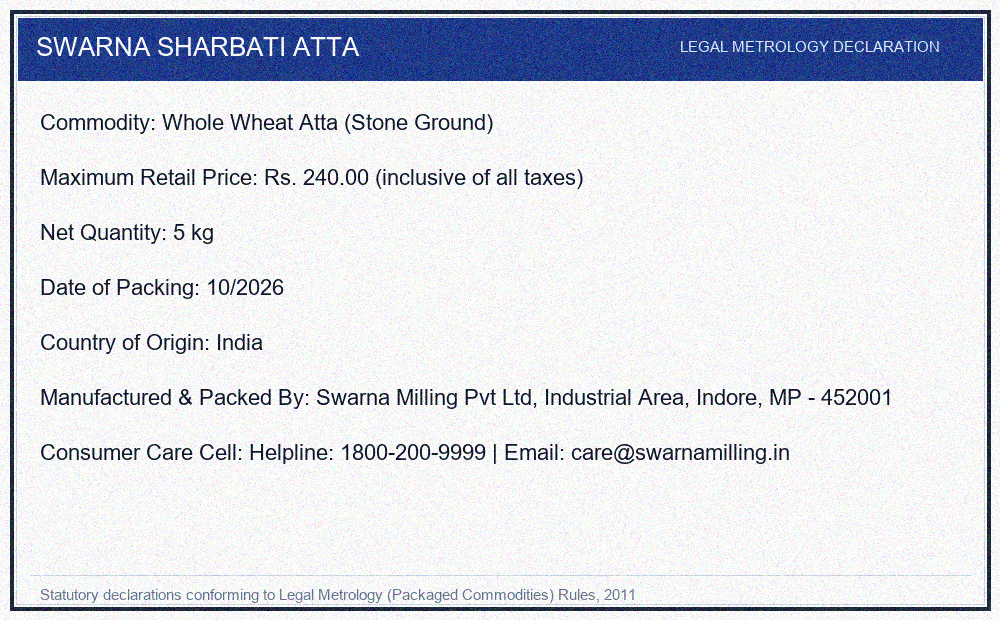 SWARNA SHARBATI ATTA
LEGAL METROLOGY DECLARATION
Commodity: Whole Wheat Atta (Stone Ground)
Maximum Retail Price: Rs. 240.00 (inclusive of all taxes)
Net Quantity: 5 kg
Date of Packing: 10/2026
Country of Origin: India
Manufactured & Packed By: Swarna Milling Pvt Ltd, Industrial Area, Indore, MP - 452001
Consumer Care Cell: Helpline: 1800-200-9999 | Email: care@swarnamilling.in
Statutory declarations conforming to Legal Metrology (Packaged Commodities) Rules, 2011